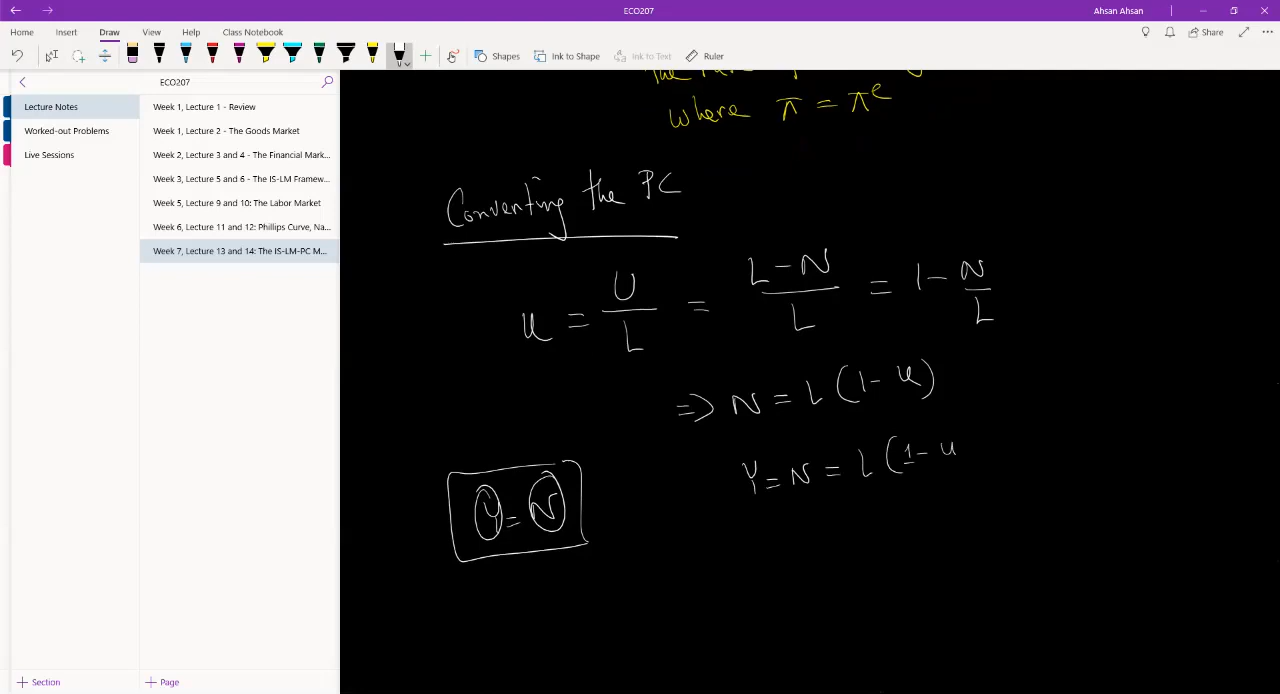 ECO207
Ahsan Ahsan
Home Insert Draw View Help Class Notebook
Share
Shapes Ink to Shape Ink to Text Ruler
ECO207
Lecture Notes
Worked-out Problems
Live Sessions
Week 1, Lecture 1 - Review
Week 1, Lecture 2 - The Goods Market
Week 2, Lecture 3 and 4 - The Financial Mark...
Week 3, Lecture 5 and 6 - The IS-LM Framew...
Week 5, Lecture 9 and 10: The Labor Market
Week 6, Lecture 11 and 12: Phillips Curve, Na...
Week 7, Lecture 13 and 14: The IS-LM-PC M...
where π = πᵉ
Converting the PC
u = U/L = L-N/L = 1 - N/L
=> N = L (1 - u)
Y = N = L (1 - u
Y = N
+ Section
+ Page